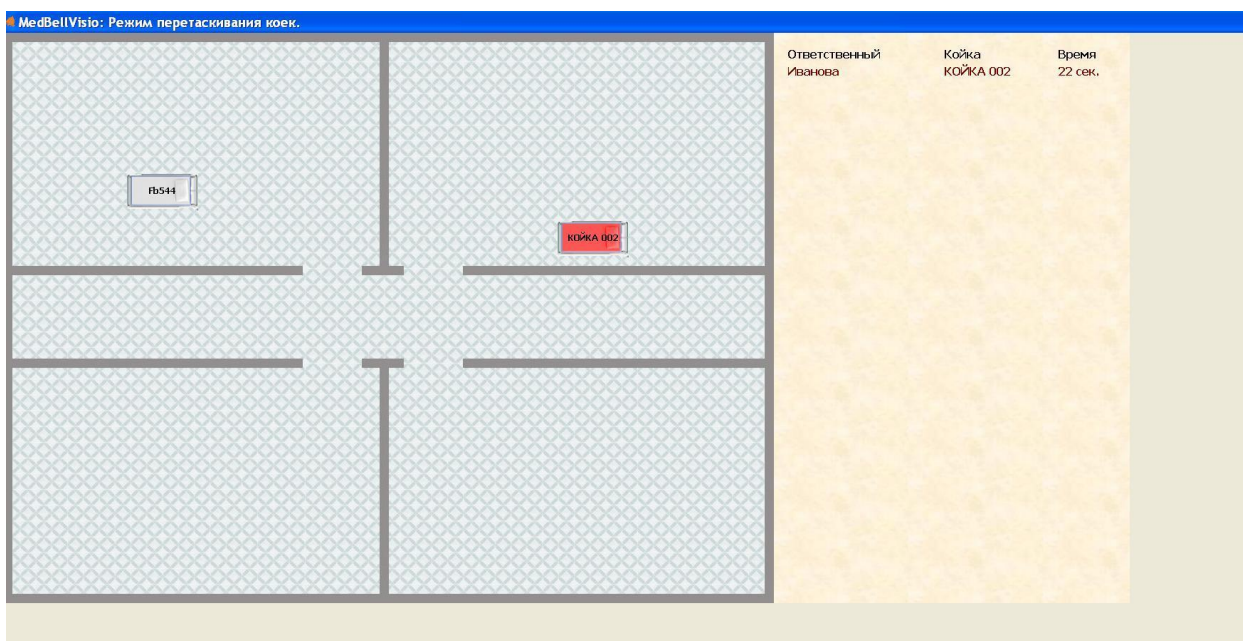 MedBellVisio: Режим перетаскивания коек.
Ответственный Койка Время
Иванова КОЙКА 002 22 сек.
Fb544
КОЙКА 002